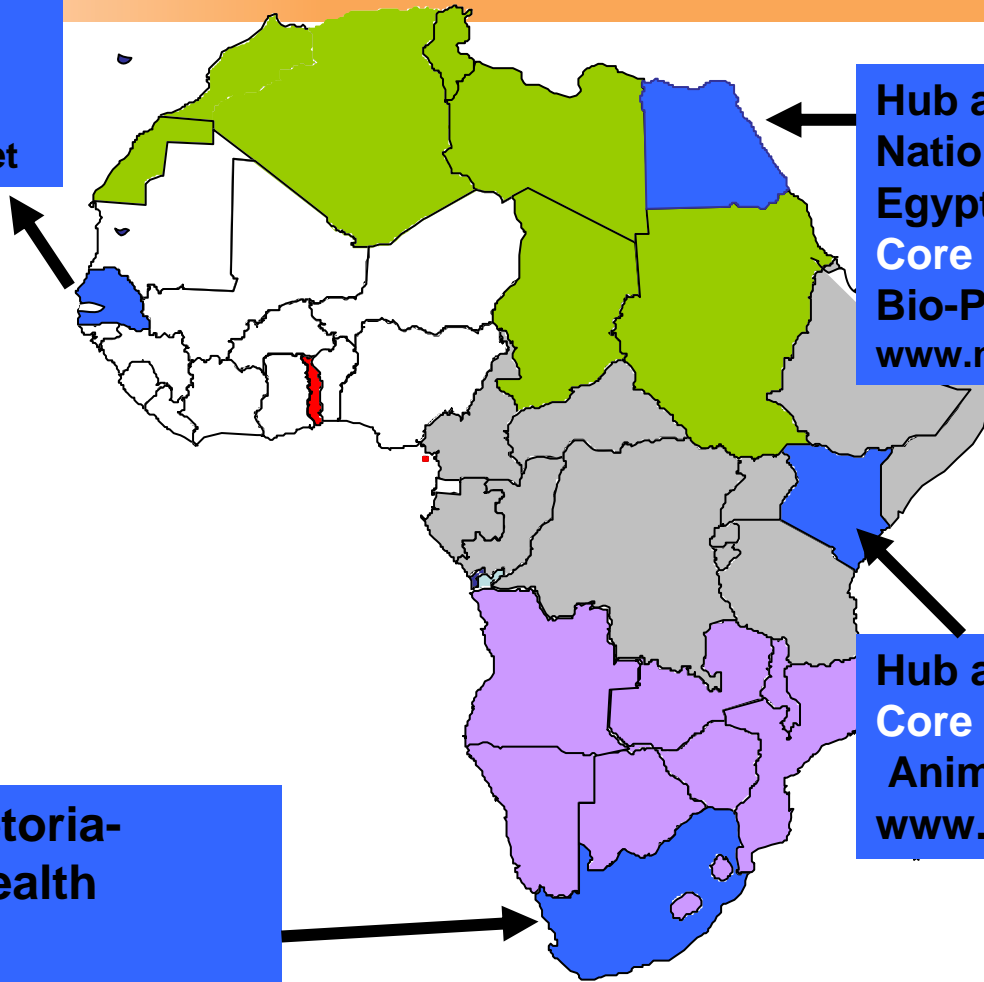 et
Hub a
Natio
Egypt
Core
Bio-P
www.
Hub a
Core
Anim
www.
toria-
ealth